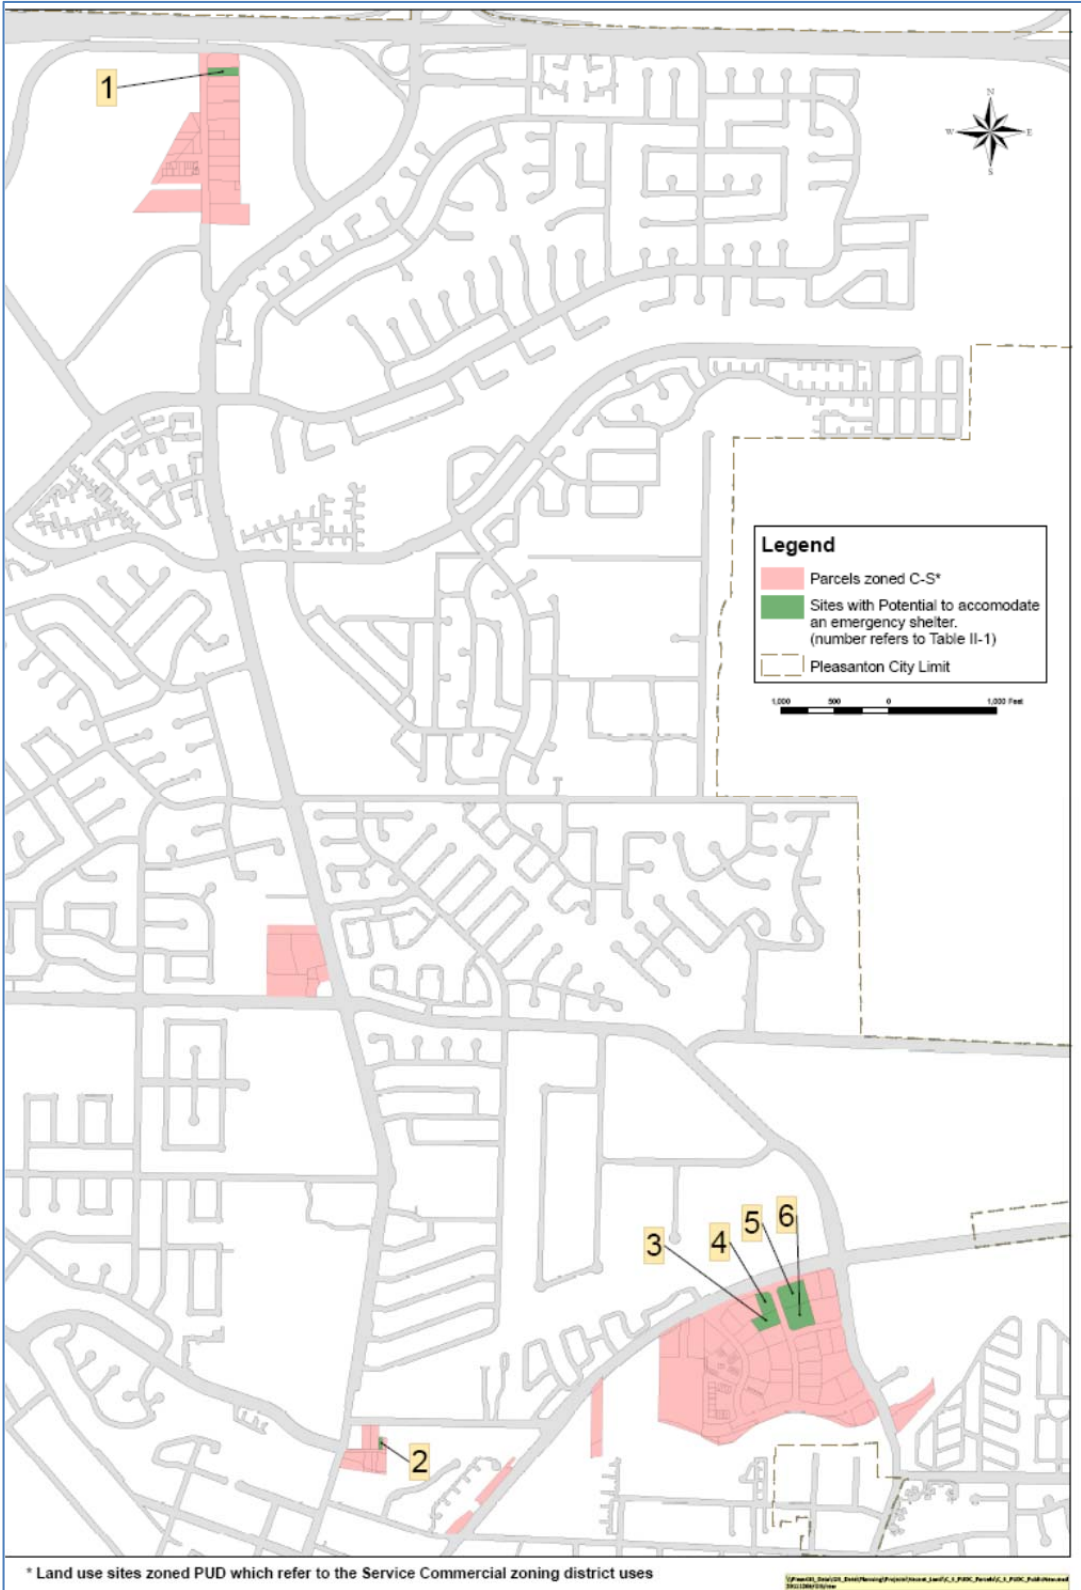 1
N
W
E
S
Legend
Parcels zoned C-S*
Sites with Potential to accomodate
an emergency shelter.
(number refers to Table II-1)
Pleasanton City Limit
1,000 500 0 1,000 Feet
6
5
4
3
2
* Land use sites zoned PUD which refer to the Service Commercial zoning district uses